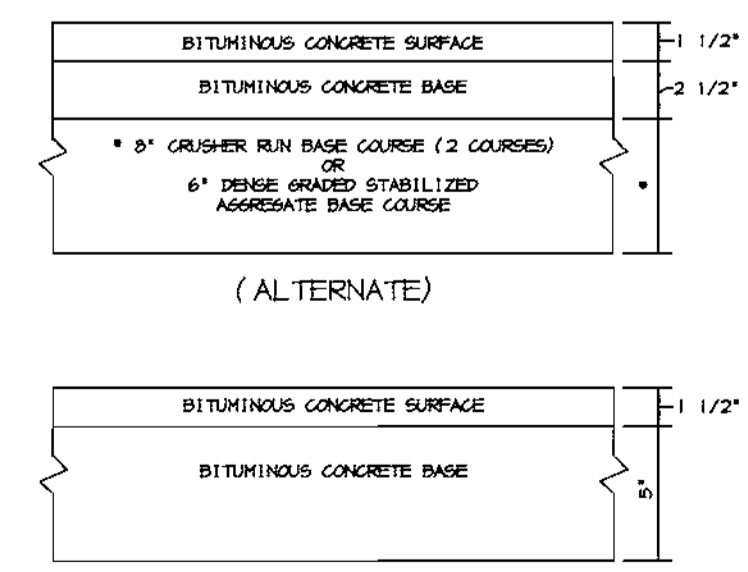 BITUMINOUS CONCRETE SURFACE
1 1/2"
BITUMINOUS CONCRETE BASE
2 1/2"
* 8" CRUSHER RUN BASE COURSE (2 COURSES)
OR
6" DENSE GRADED STABILIZED
AGGREGATE BASE COURSE
*
(ALTERNATE)
BITUMINOUS CONCRETE SURFACE
1 1/2"
BITUMINOUS CONCRETE BASE
5"